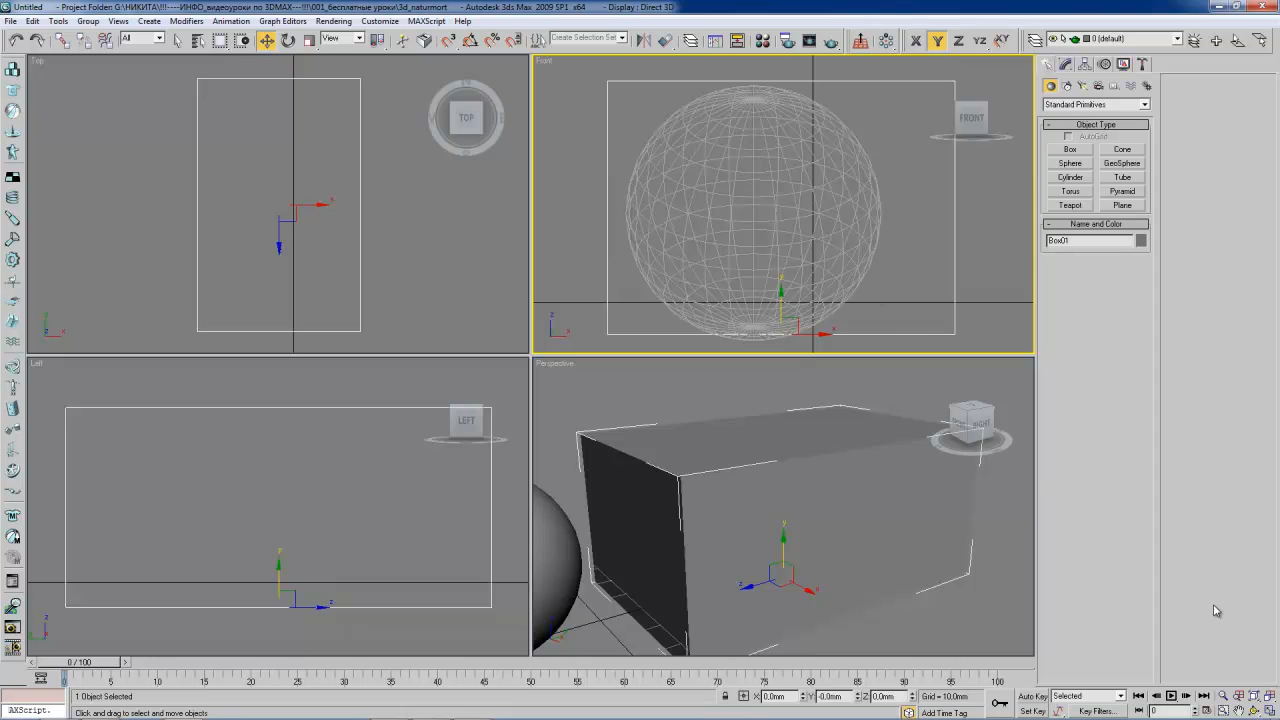 Untitled - Project Folder: G:\НИКИТА\!!!----ИНФО_видеоуроки по 3DMAX---!!!\001_бесплатные уроки\3d_naturmort - Autodesk 3ds Max 2009 SP1 x64 - Display : Direct 3D
File Edit Tools Group Views Create Modifiers Animation Graph Editors Rendering Customize MAXScript Help
All View Create Selection Set X Y Z YZ XY 0 (default)
Top
TOP
Front
FRONT
Standard Primitives
- Object Type
AutoGrid
Box Cone
Sphere GeoSphere
Cylinder Tube
Torus Pyramid
Teapot Plane
- Name and Color
Box01
Left
LEFT
Perspective
RIGHT
0 / 100
5 10 15 20 25 30 35 40 45 50 55 60 65 70 75 80 85 90 95 100
1 Object Selected X: 0,0mm Y: -0,0mm Z: 0,0mm Grid = 10,0mm Auto Key Selected
AXScript. Click and drag to select and move objects Add Time Tag Set Key Key Filters... 0